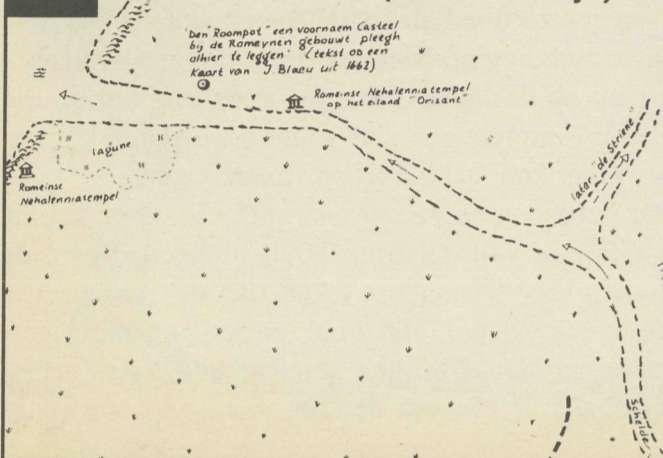 "Den "Roompot" een voornaem Casteel
bij de Romeynen gebouwt pleegh
alhier te leggen" (tekst op een
Kaart van J. Blaeu uit 1662)
Romeinse Nehalenniatempel
op het eiland "Orisant"
lagune
Romeinse
Nehalenniatempel
later "de Striene"
Schelde